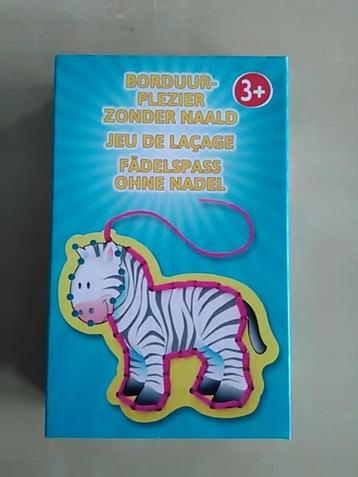 BORDUUR-
PLEZIER
ZONDER NAALD
3+
JEU DE LAÇAGE
FÄDELSPASS
OHNE NADEL